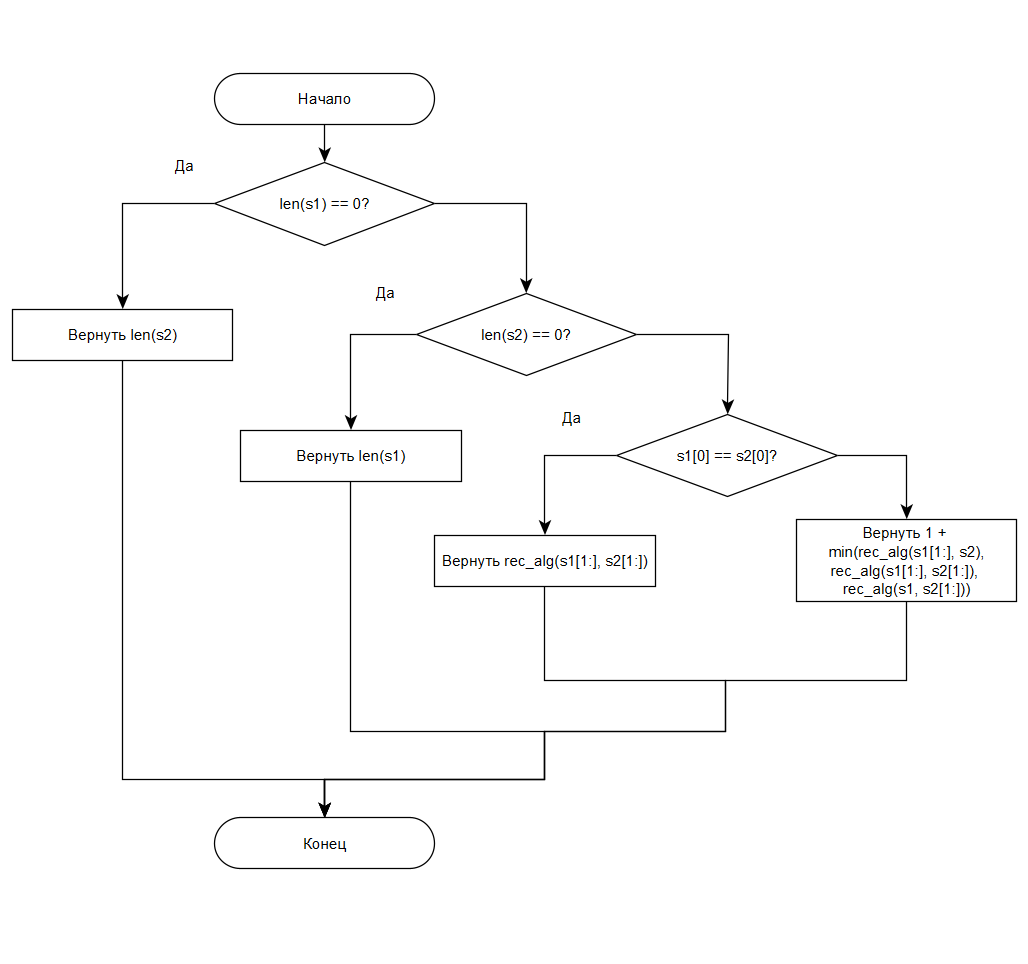 Начало
Да
len(s1) == 0?
Да
Вернуть len(s2)
len(s2) == 0?
Да
Вернуть len(s1)
s1[0] == s2[0]?
Вернуть rec_alg(s1[1:], s2[1:])
Вернуть 1 +
min(rec_alg(s1[1:], s2),
rec_alg(s1[1:], s2[1:]),
rec_alg(s1, s2[1:]))
Конец